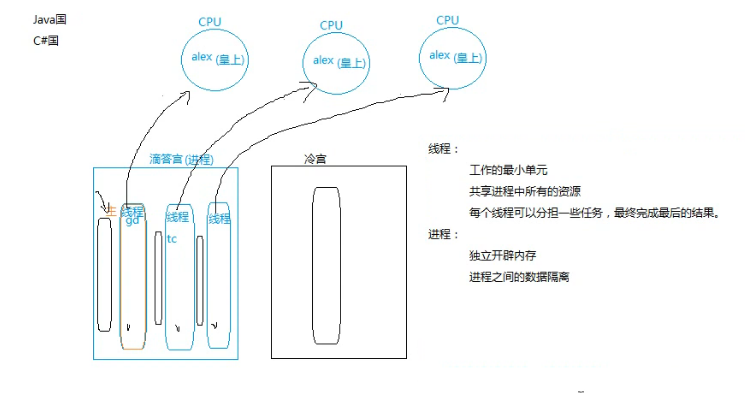 Java国
C#国
CPU
CPU
CPU
alex (皇上)
alex (皇上)
alex (皇上)
滴答宫(进程)
冷宫
主
线程
gd
线程
tc
线程
线程：
工作的最小单元
共享进程中所有的资源
每个线程可以分担一些任务，最终完成最后的结果。
进程：
独立开辟内存
进程之间的数据隔离